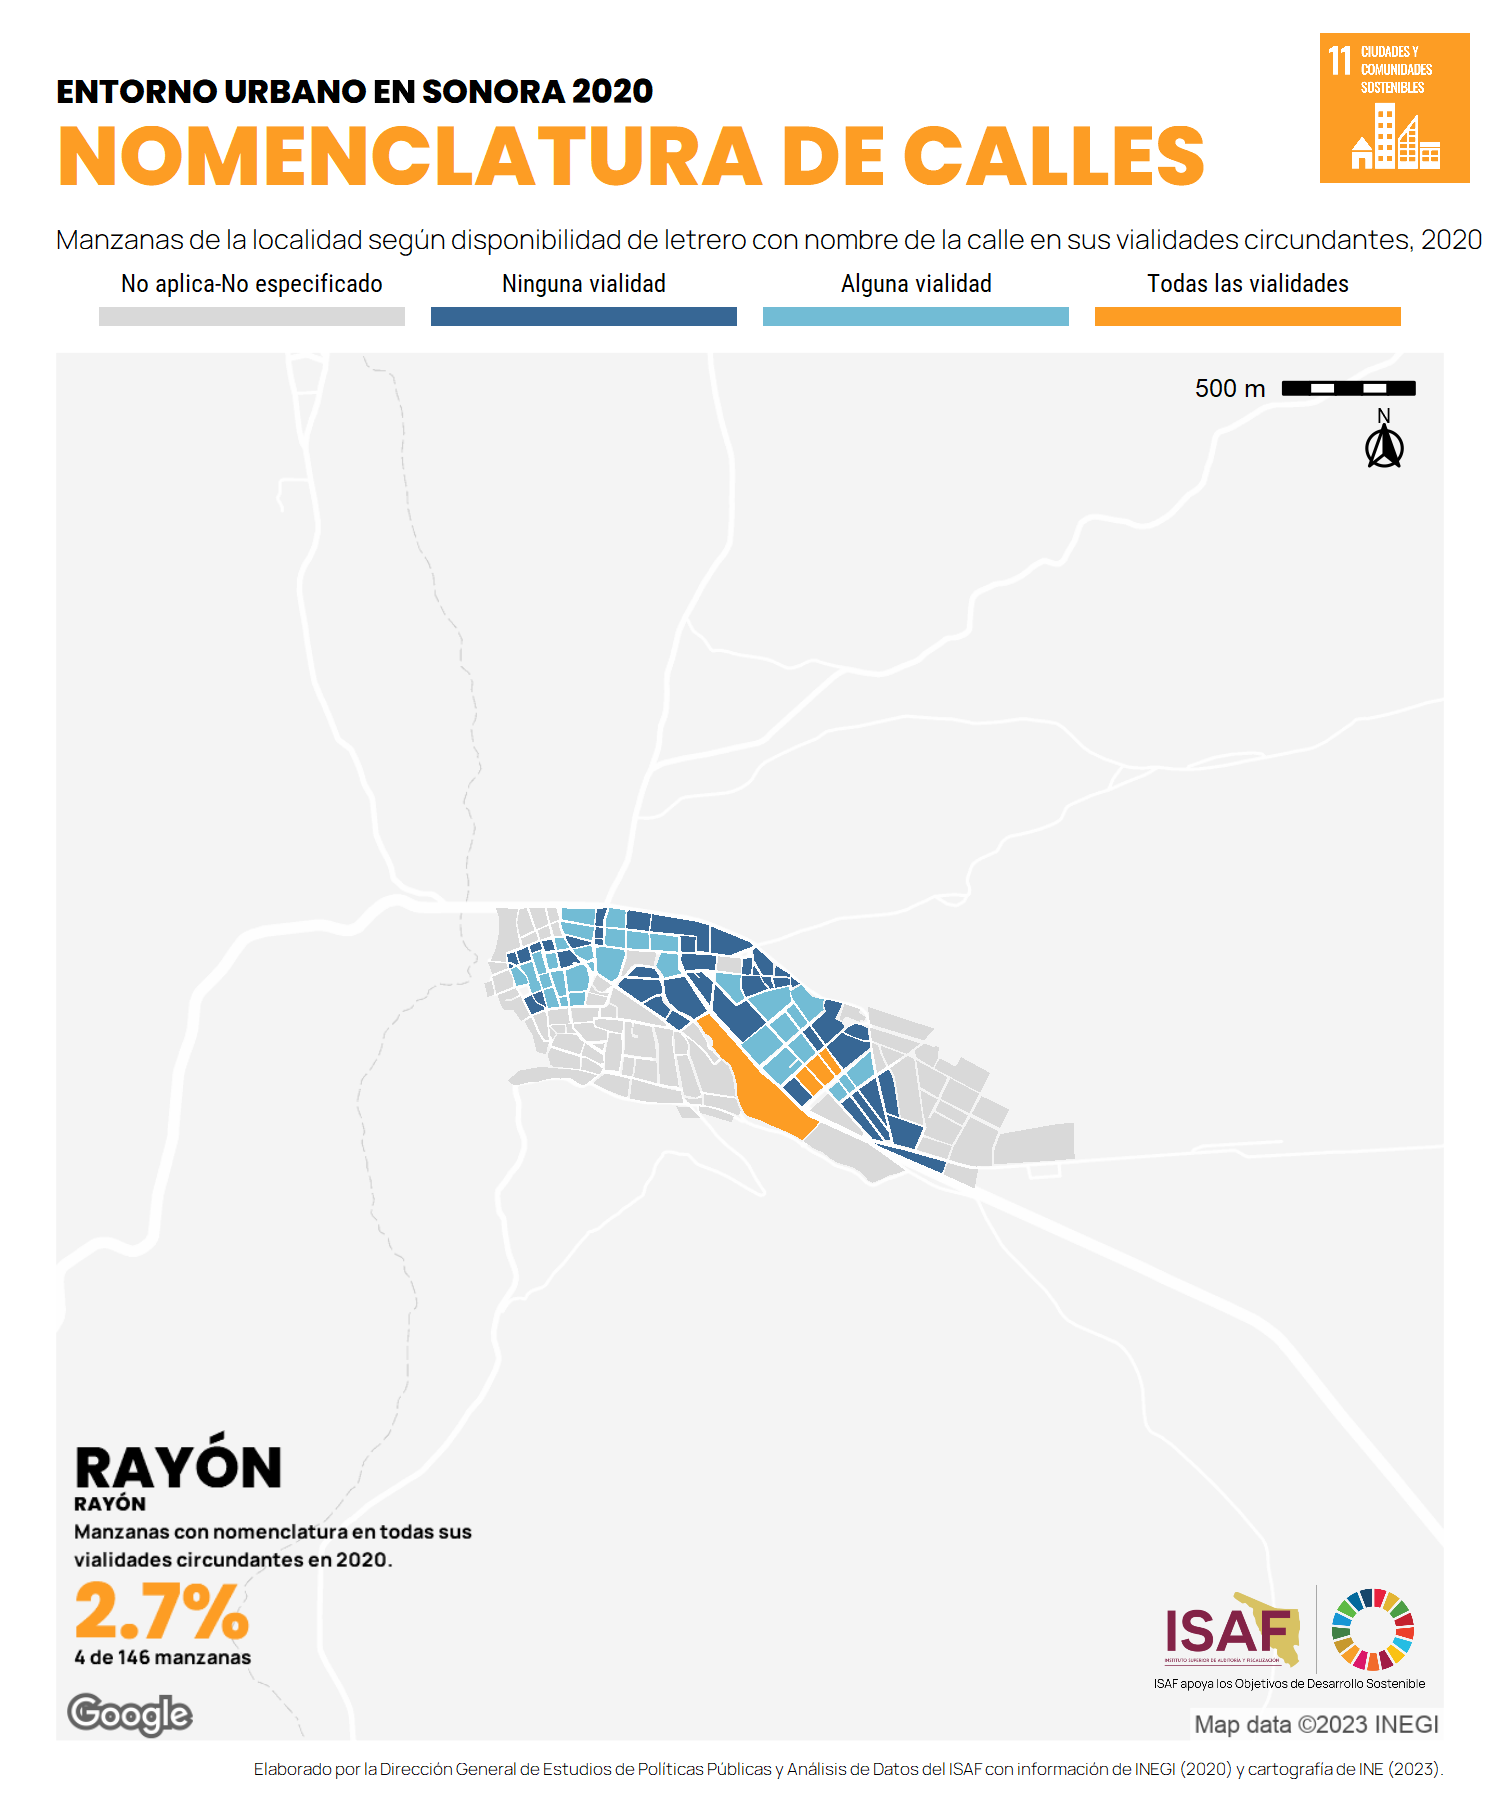 11 CIUDADES Y
COMUNIDADES
SOSTENIBLES
ENTORNO URBANO EN SONORA 2020
NOMENCLATURA DE CALLES
Manzanas de la localidad según disponibilidad de letrero con nombre de la calle en sus vialidades circundantes, 2020
No aplica-No especificado
Ninguna vialidad
Alguna vialidad
Todas las vialidades
500 m
N
RAYÓN
RAYÓN
Manzanas con nomenclatura en todas sus
vialidades circundantes en 2020.
2.7%
4 de 146 manzanas
Google
ISAF
INSTITUTO SUPERIOR DE AUDITORÍA Y FISCALIZACIÓN
ISAF apoya los Objetivos de Desarrollo Sostenible
Map data ©2023 INEGI
Elaborado por la Dirección General de Estudios de Políticas Públicas y Análisis de Datos del ISAF con información de INEGI (2020) y cartografía de INE (2023).